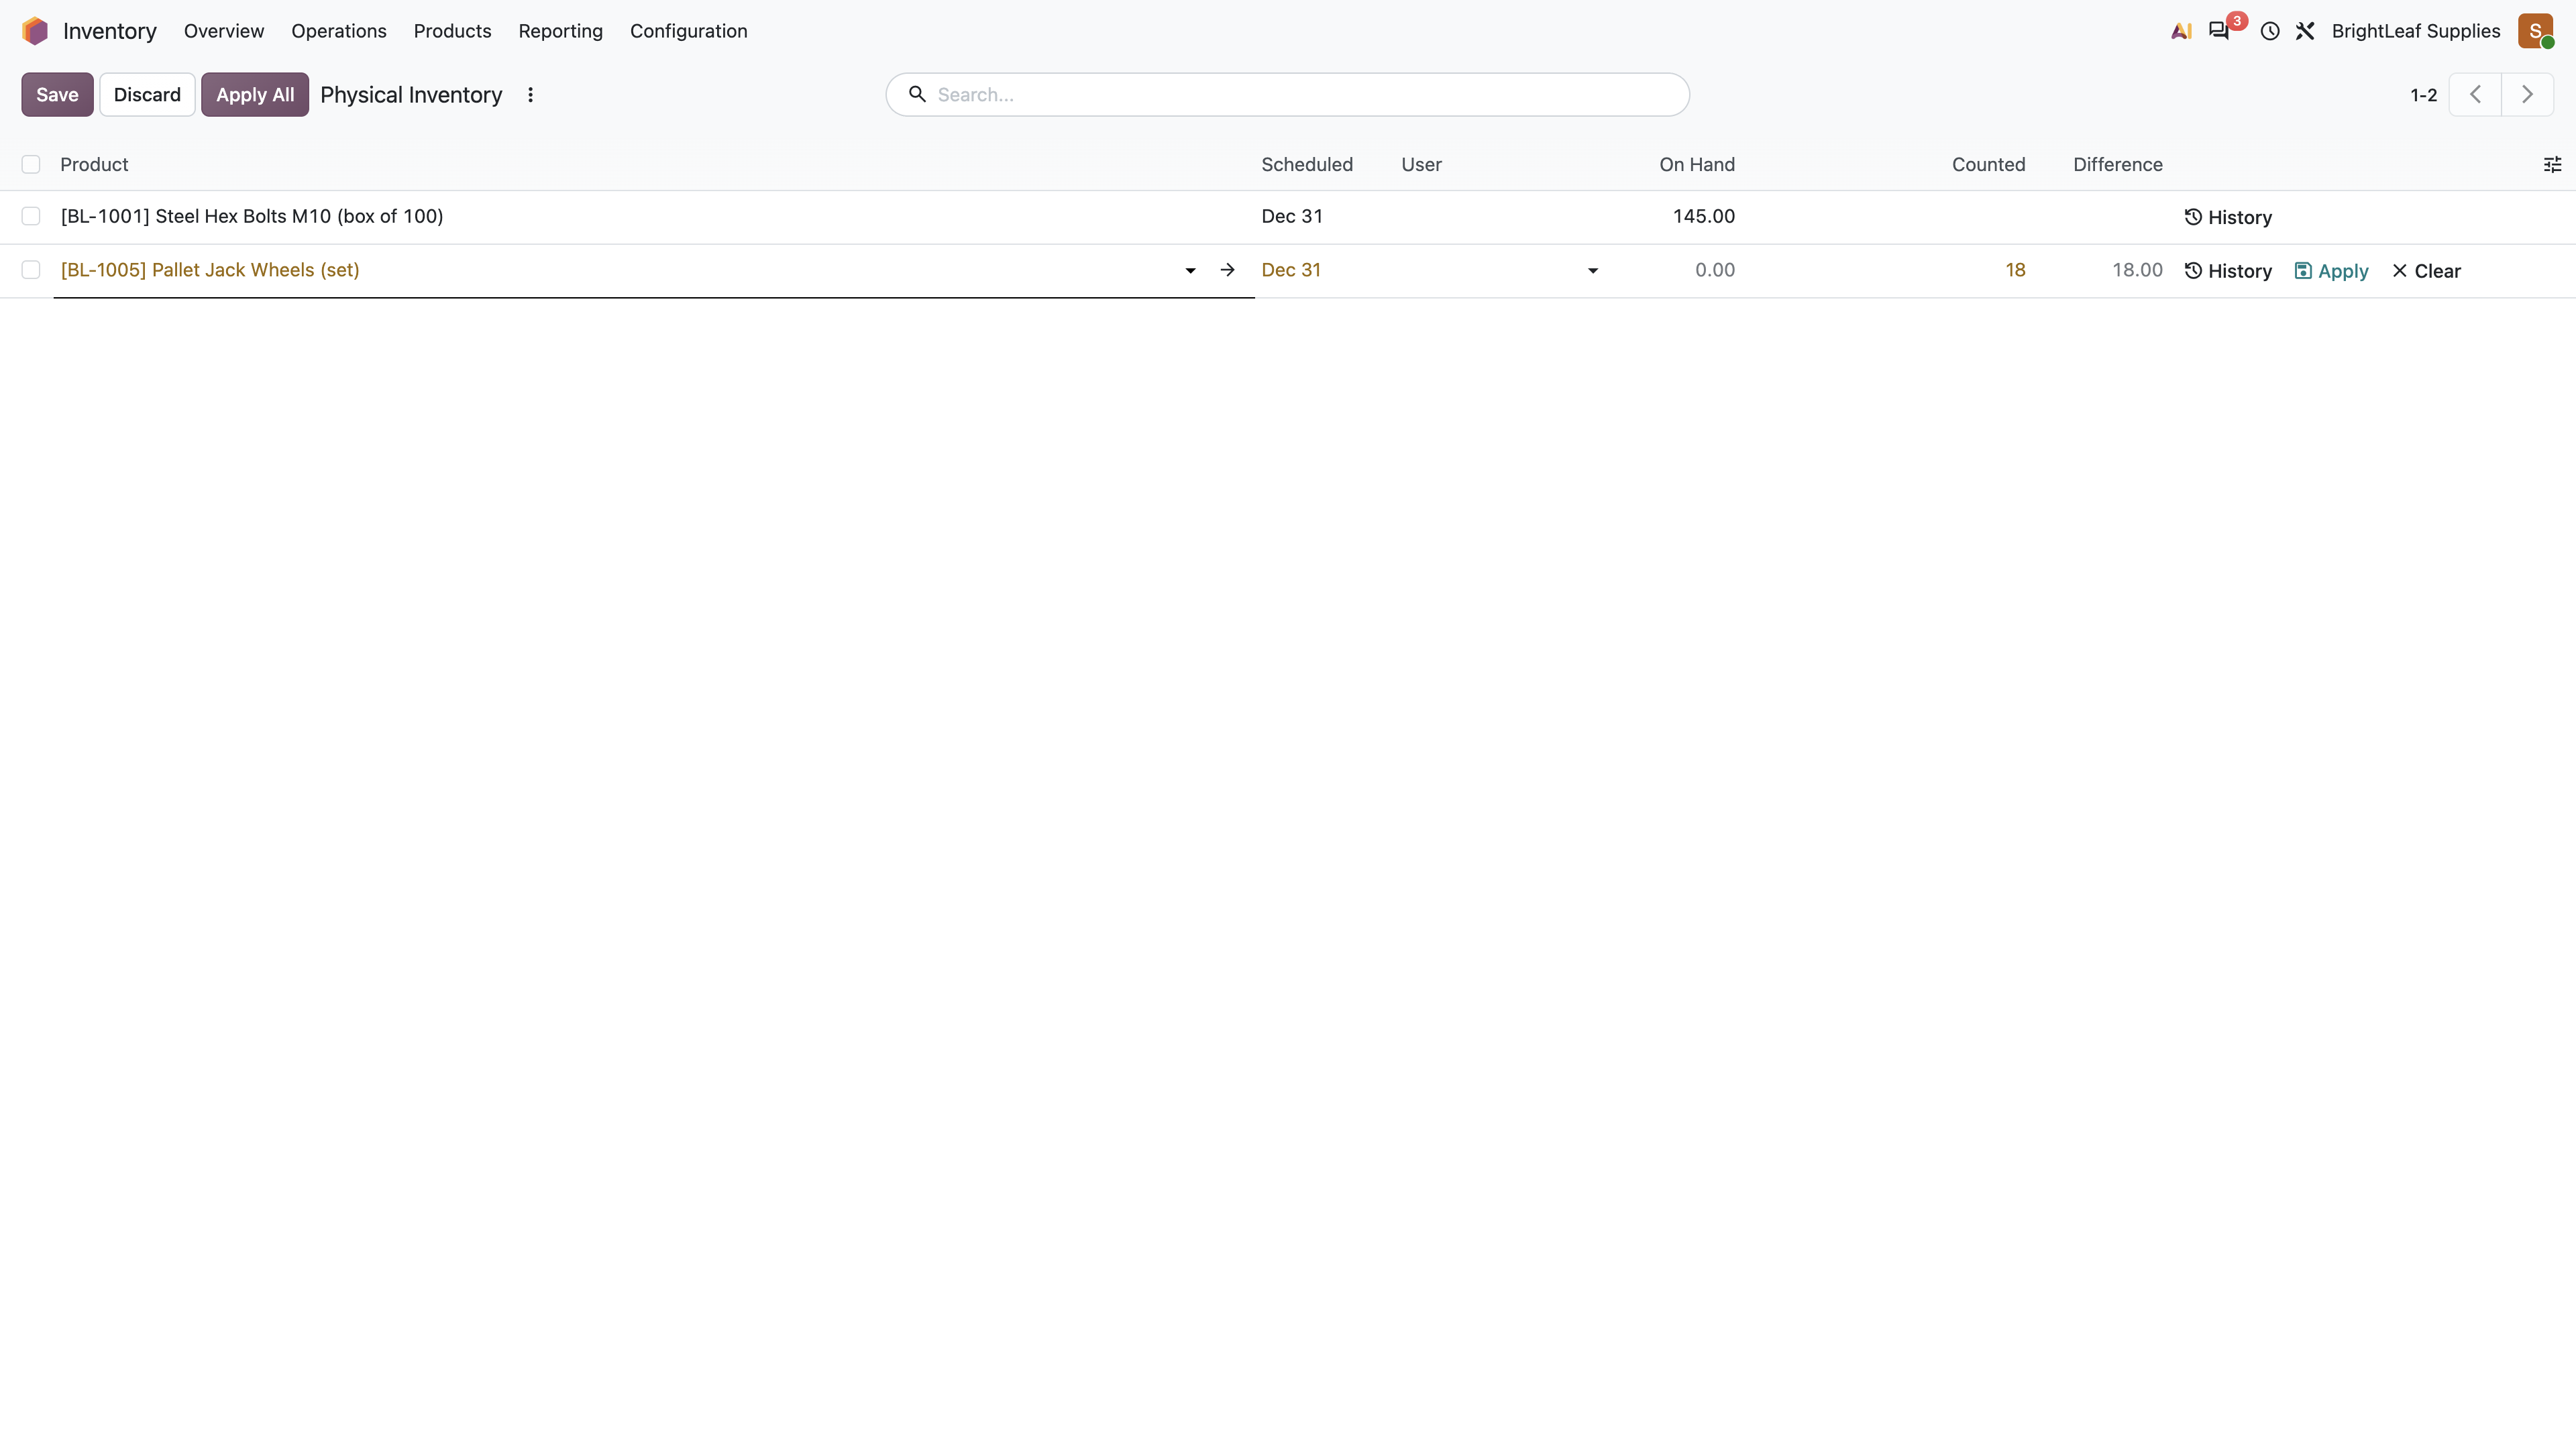 Inventory Overview Operations Products Reporting Configuration AI 3 BrightLeaf Supplies S
Save Discard Apply All Physical Inventory Search... 1-2
Product Scheduled User On Hand Counted Difference
[BL-1001] Steel Hex Bolts M10 (box of 100) Dec 31 145.00 History
[BL-1005] Pallet Jack Wheels (set) Dec 31 0.00 18 18.00 History Apply Clear